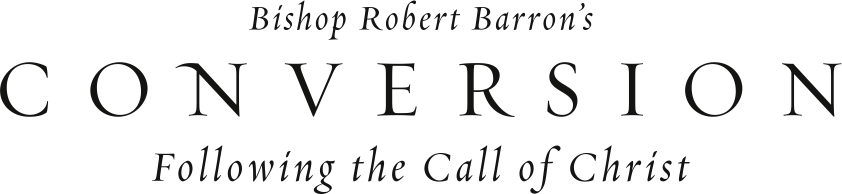 Bishop Robert Barron’s
CONVERSION
Following the Call of Christ